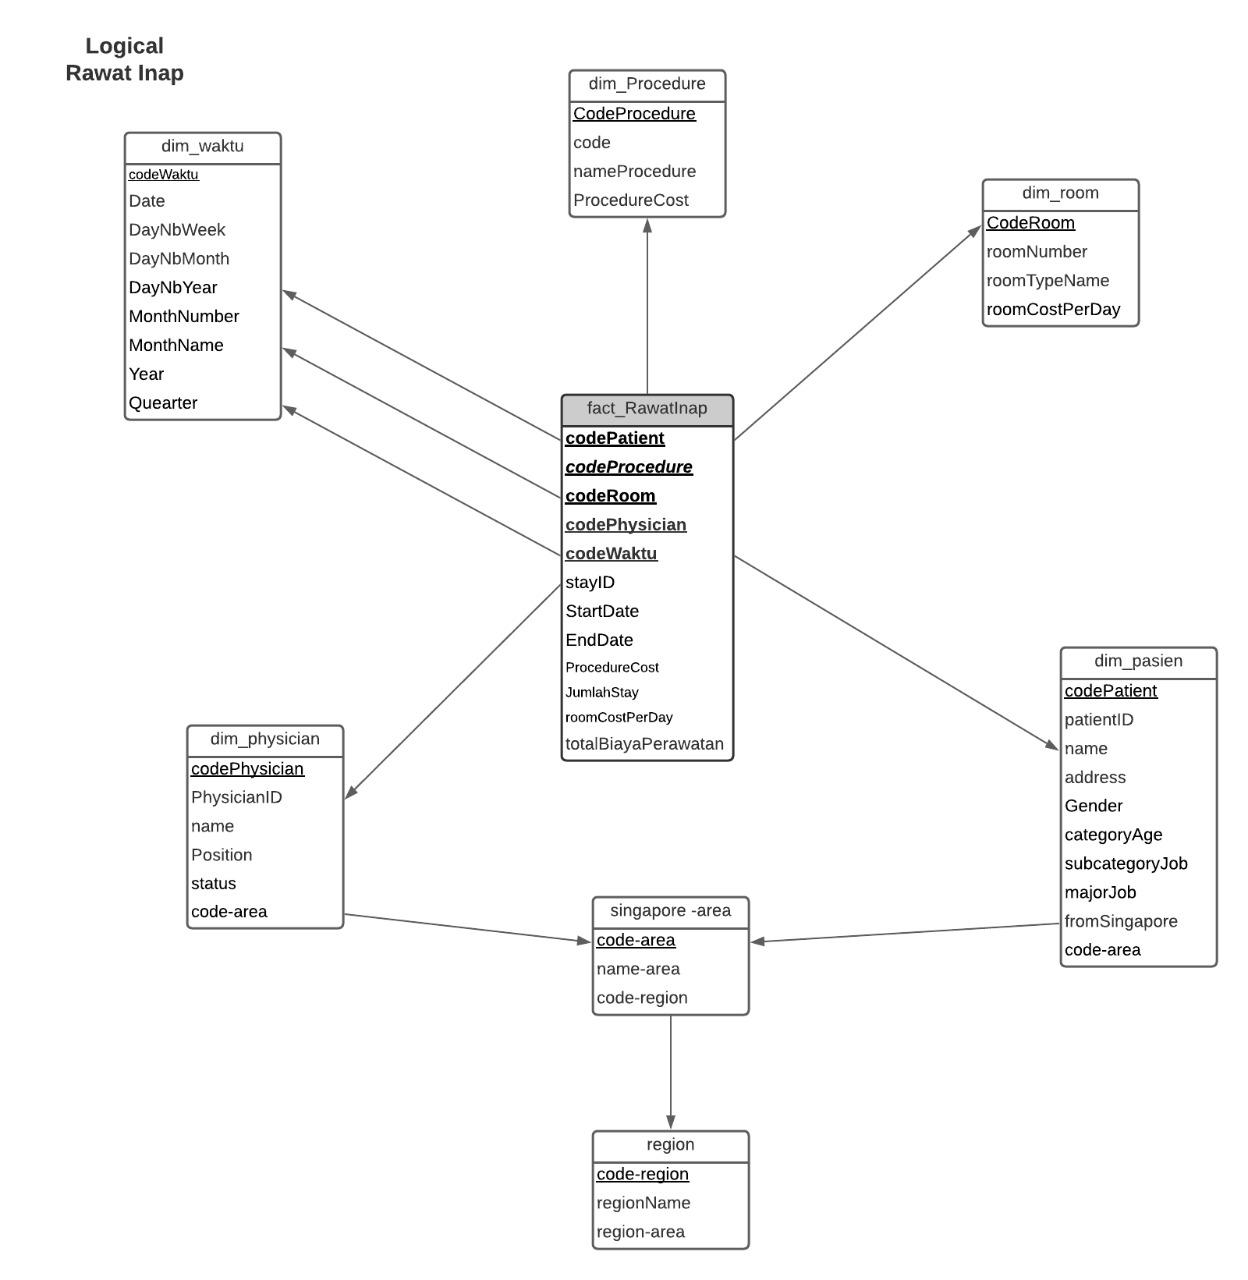 Logical
Rawat Inap
dim_Procedure
CodeProcedure
code
nameProcedure
ProcedureCost
dim_waktu
codeWaktu
Date
DayNbWeek
DayNbMonth
DayNbYear
MonthNumber
MonthName
Year
Quearter
dim_room
CodeRoom
roomNumber
roomTypeName
roomCostPerDay
fact_RawatInap
codePatient
codeProcedure
codeRoom
codePhysician
codeWaktu
stayID
StartDate
EndDate
ProcedureCost
JumlahStay
roomCostPerDay
totalBiayaPerawatan
dim_physician
codePhysician
PhysicianID
name
Position
status
code-area
dim_pasien
codePatient
patientID
name
address
Gender
categoryAge
subcategoryJob
majorJob
fromSingapore
code-area
singapore -area
code-area
name-area
code-region
region
code-region
regionName
region-area